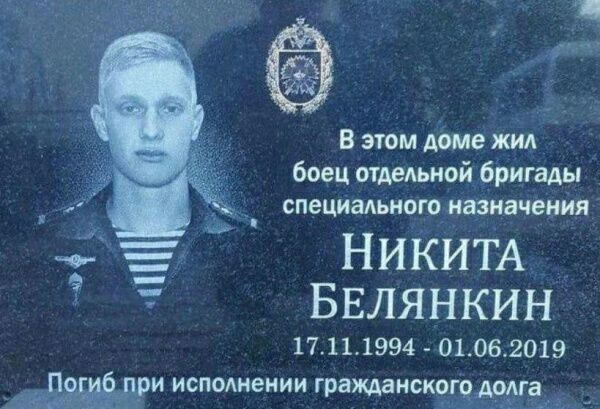 В этом доме жил
боец отдельной бригады
специального назначения
Никита
Белянкин
17.11.1994 - 01.06.2019
Погиб при исполнении гражданского долга